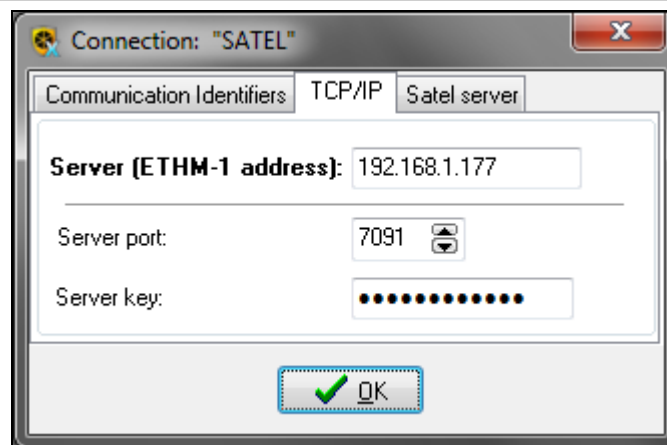 Connection: "SATEL"
Communication Identifiers TCP/IP Satel server
Server (ETHM-1 address): 192.168.1.177
Server port: 7091
Server key: ●●●●●●●●●●●●
OK